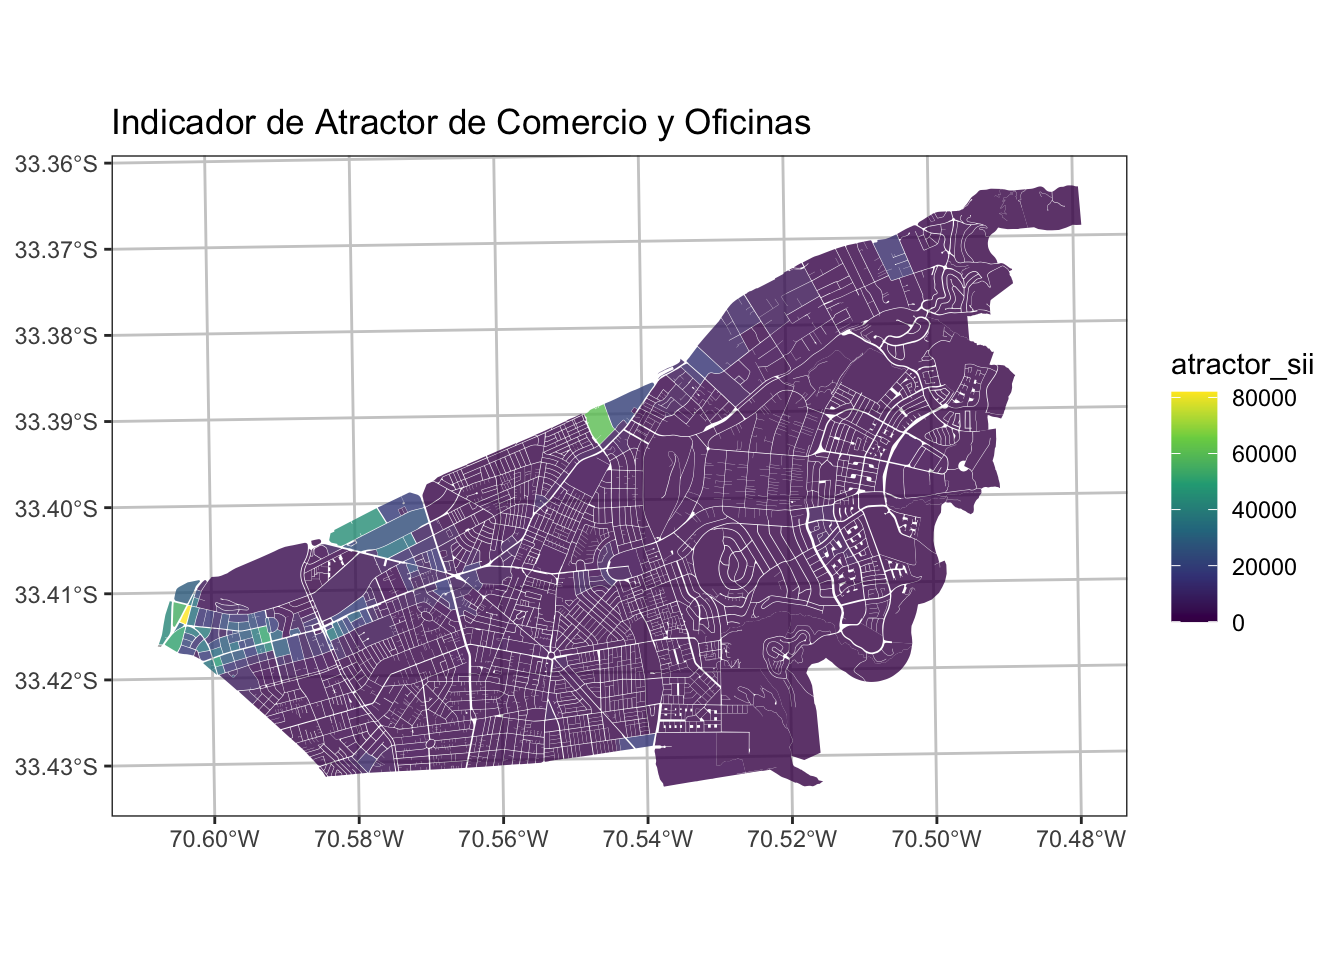 Indicador de Atractor de Comercio y Oficinas
33.36°S
33.37°S
33.38°S
33.39°S
33.40°S
33.41°S
33.42°S
33.43°S
70.60°W 70.58°W 70.56°W 70.54°W 70.52°W 70.50°W 70.48°W
atractor_sii
80000
60000
40000
20000
0